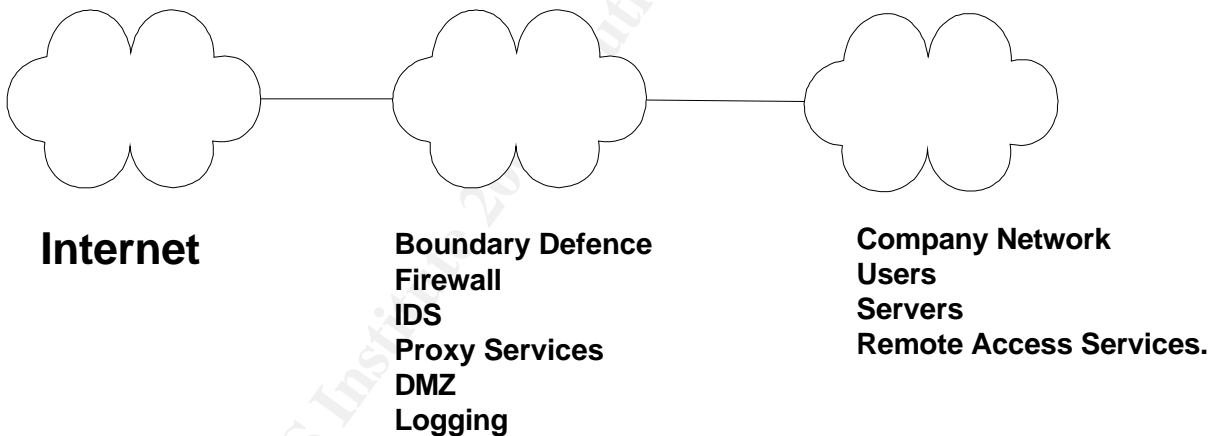 Internet
Boundary Defence
Firewall
IDS
Proxy Services
DMZ
Logging
Company Network
Users
Servers
Remote Access Services.